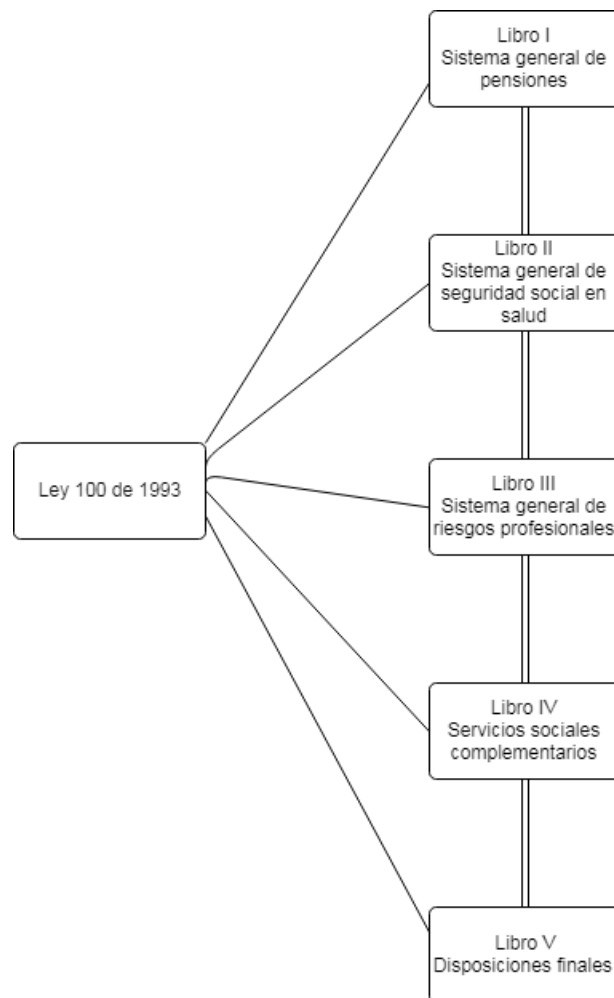 Libro I
Sistema general de
pensiones
Libro II
Sistema general de
seguridad social en
salud
Ley 100 de 1993
Libro III
Sistema general de
riesgos profesionales
Libro IV
Servicios sociales
complementarios
Libro V
Disposiciones finales